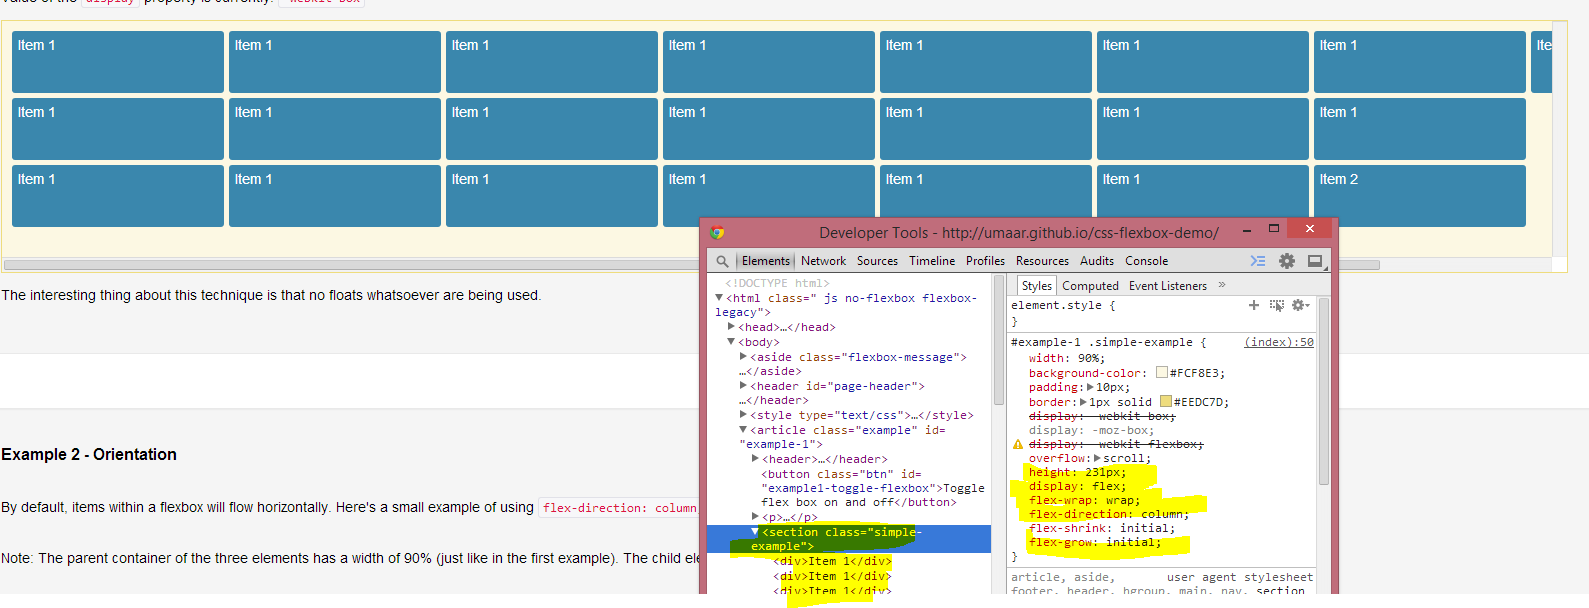 value of the display property is currently: -webkit-box
Item 1 Item 1 Item 1 Item 1 Item 1 Item 1 Item 1 Ite
Item 1 Item 1 Item 1 Item 1 Item 1 Item 1 Item 1
Item 1 Item 1 Item 1 Item 1 Item 1 Item 1 Item 2
The interesting thing about this technique is that no floats whatsoever are being used.
Example 2 - Orientation
By default, items within a flexbox will flow horizontally. Here's a small example of using flex-direction: column
Note: The parent container of the three elements has a width of 90% (just like in the first example). The child ele
Developer Tools - http://umaar.github.io/css-flexbox-demo/
Elements Network Sources Timeline Profiles Resources Audits Console
<!DOCTYPE html>
<html class=" js no-flexbox flexbox-
legacy">
<head>…</head>
<body>
<aside class="flexbox-message">
…</aside>
<header id="page-header">
…</header>
<style type="text/css">…</style>
<article class="example" id=
"example-1">
<header>…</header>
<button class="btn" id=
"example1-toggle-flexbox">Toggle
flex box on and off</button>
<p>…</p>
<section class="simple-
example">
<div>Item 1</div>
<div>Item 1</div>
<div>Item 1</div>
Styles Computed Event Listeners »
element.style {
}
#example-1 .simple-example { (index):50
width: 90%;
background-color: #FCF8E3;
padding: 10px;
border: 1px solid #EEDC7D;
display: -webkit-box;
display: -moz-box;
display: -webkit-flexbox;
overflow: scroll;
height: 231px;
display: flex;
flex-wrap: wrap;
flex-direction: column;
flex-shrink: initial;
flex-grow: initial;
}
article, aside, user agent stylesheet
footer, header, hgroup, main, nav, section